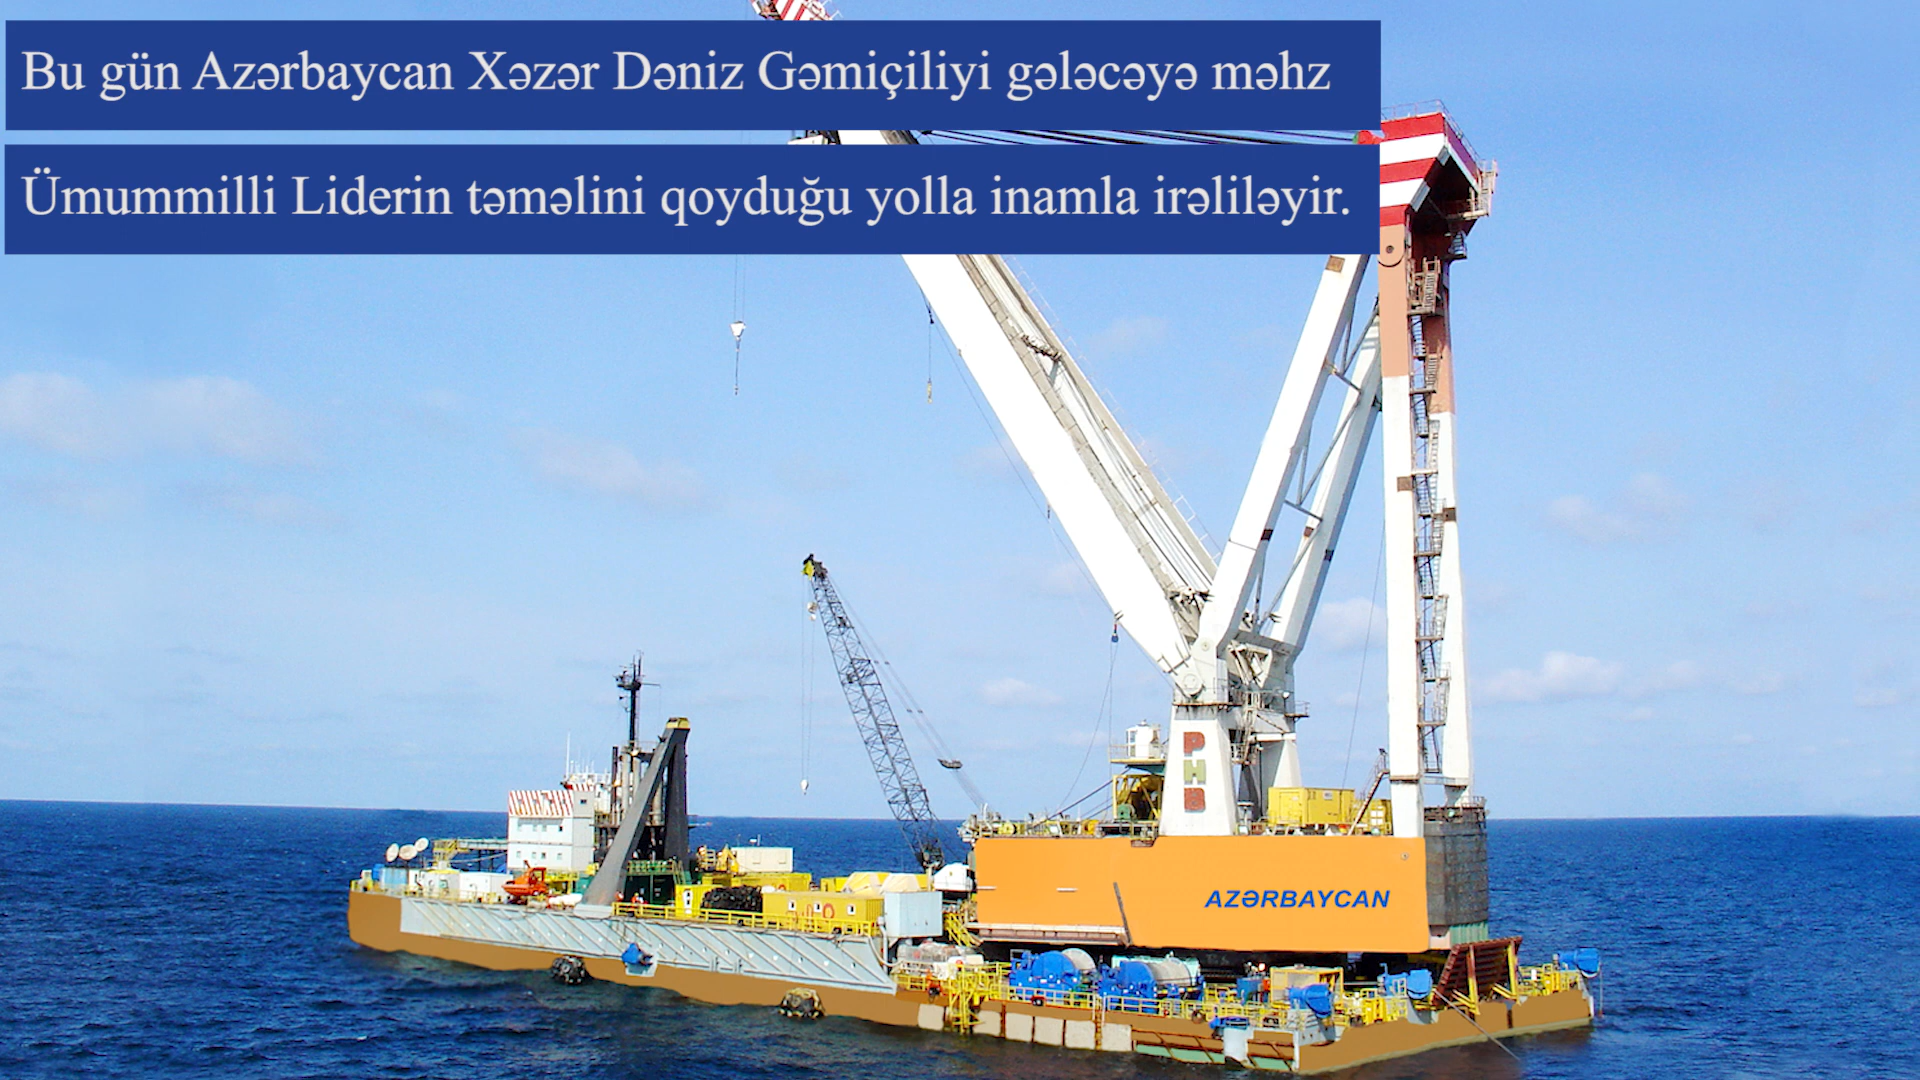 Bu gün Azərbaycan Xəzər Dəniz Gəmiçiliyi gələcəyə məhz
Ümummilli Liderin təməlini qoyduğu yolla inamla irəliləyir.
PHB
AZƏRBAYCAN